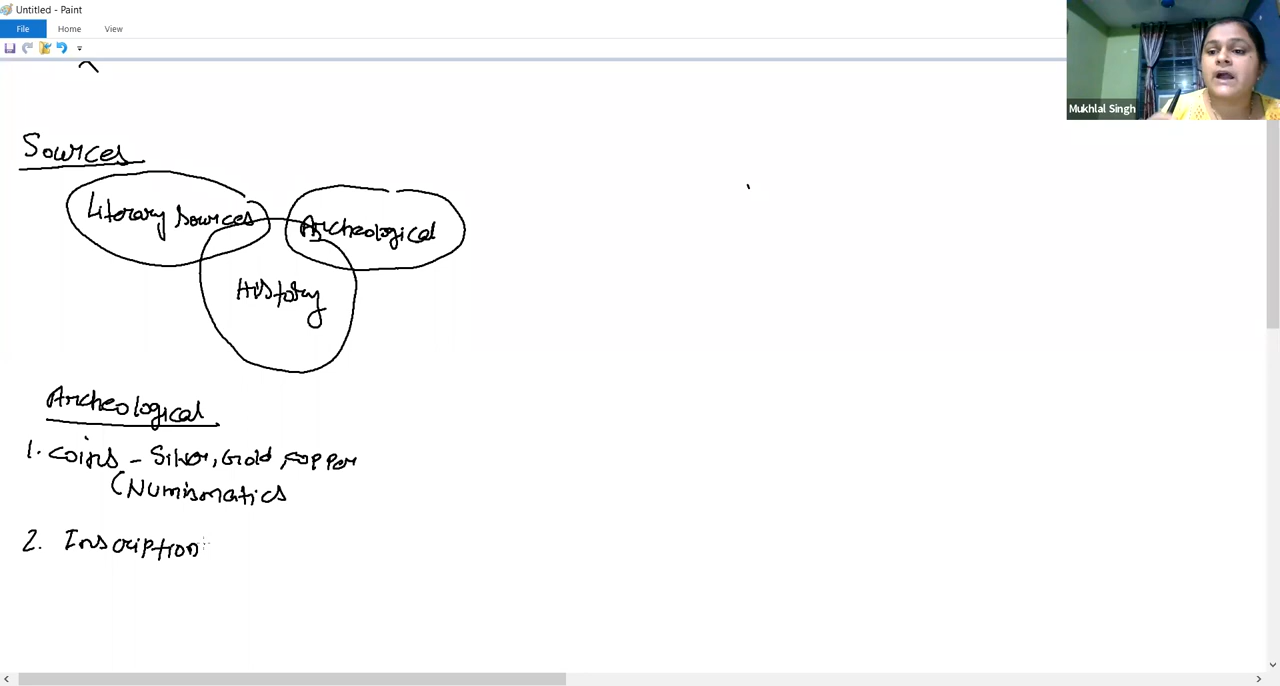 Untitled - Paint
File Home View
Mukhlal Singh
Sources
Literary Sources
Archeological
History
Archeological
1. Coins - Silver, Gold, Copper
(Numismatics
2. Inscription